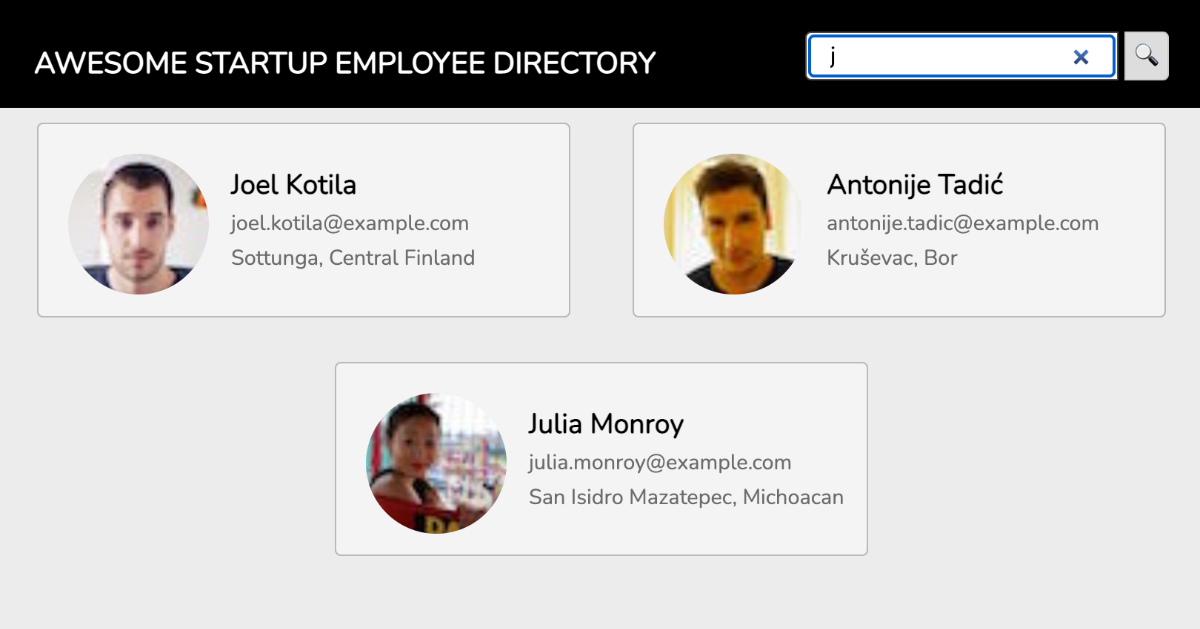 AWESOME STARTUP EMPLOYEE DIRECTORY
j
Joel Kotila
joel.kotila@example.com
Sottunga, Central Finland
Antonije Tadić
antonije.tadic@example.com
Kruševac, Bor
Julia Monroy
julia.monroy@example.com
San Isidro Mazatepec, Michoacan